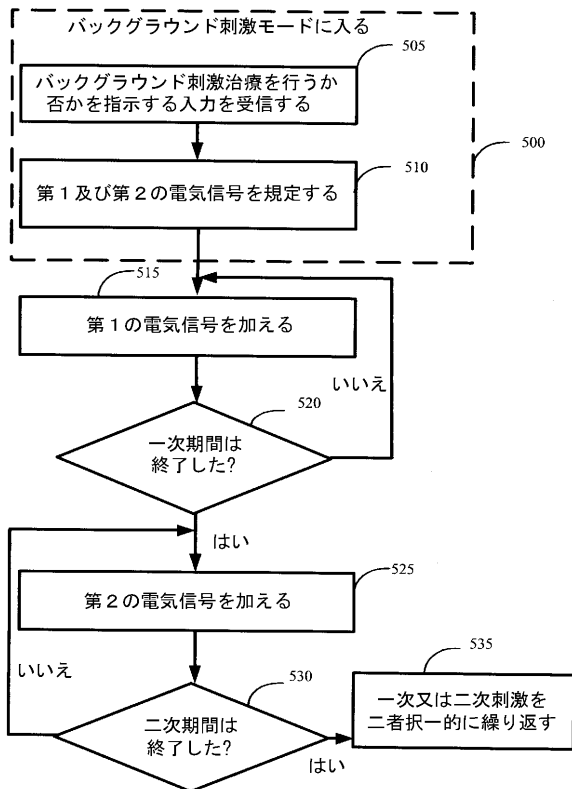 バックグラウンド刺激モードに入る
505
バックグラウンド刺激治療を行うか
否かを指示する入力を受信する
500
510
第1及び第2の電気信号を規定する
515
第1の電気信号を加える
いいえ
520
一次期間は
終了した?
はい
525
第2の電気信号を加える
いいえ
530
二次期間は
終了した?
はい
535
一次又は二次刺激を
二者択一的に繰り返す